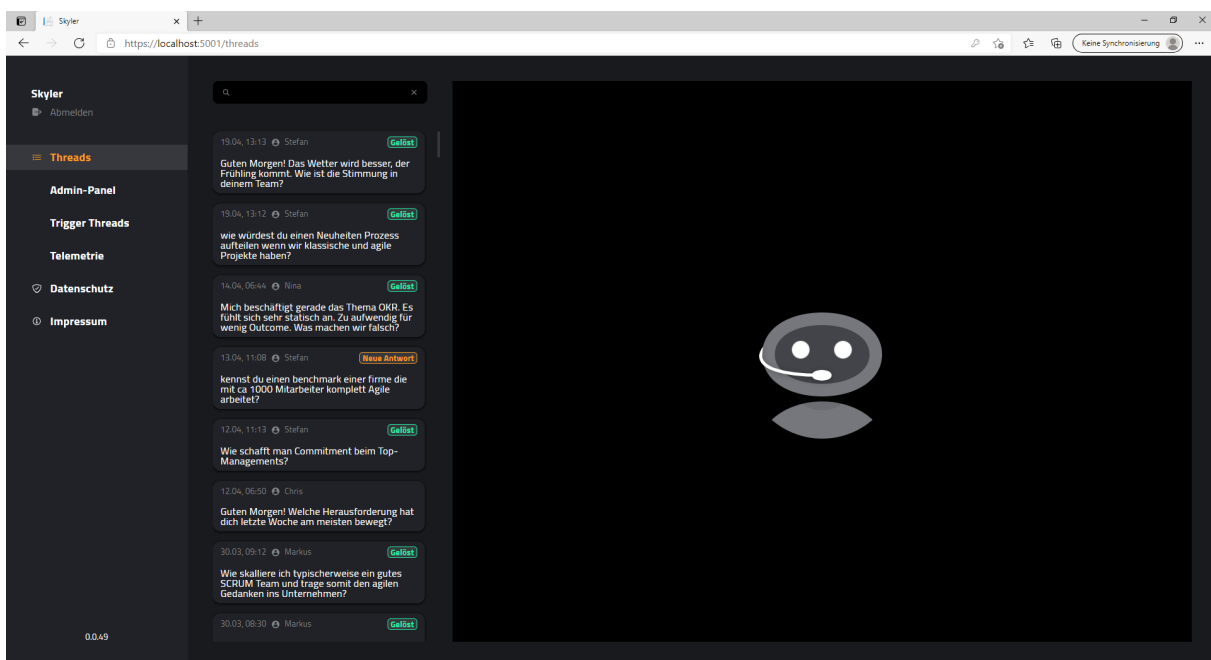 Skyler
https://localhost:5001/threads
Keine Synchronisierung
Skyler
Abmelden
Threads
Admin-Panel
Trigger Threads
Telemetrie
Datenschutz
Impressum
0.0.49
19.04, 13:13 Stefan Gelöst
Guten Morgen! Das Wetter wird besser, der
Frühling kommt. Wie ist die Stimmung in
deinem Team?
19.04, 13:12 Stefan Gelöst
wie würdest du einen Neuheiten Prozess
aufteilen wenn wir klassische und agile
Projekte haben?
14.04, 06:44 Nina Gelöst
Mich beschäftigt gerade das Thema OKR. Es
fühlt sich sehr statisch an. Zu aufwendig für
wenig Outcome. Was machen wir falsch?
13.04, 11:08 Stefan Neue Antwort
kennst du einen benchmark einer firme die
mit ca 1000 Mitarbeiter komplett Agile
arbeitet?
12.04, 11:13 Stefan Gelöst
Wie schafft man Commitment beim Top-
Managements?
12.04, 06:50 Chris
Guten Morgen! Welche Herausforderung hat
dich letzte Woche am meisten bewegt?
30.03, 09:12 Markus Gelöst
Wie skalliere ich typischerweise ein gutes
SCRUM Team und trage somit den agilen
Gedanken ins Unternehmen?
30.03, 08:30 Markus Gelöst